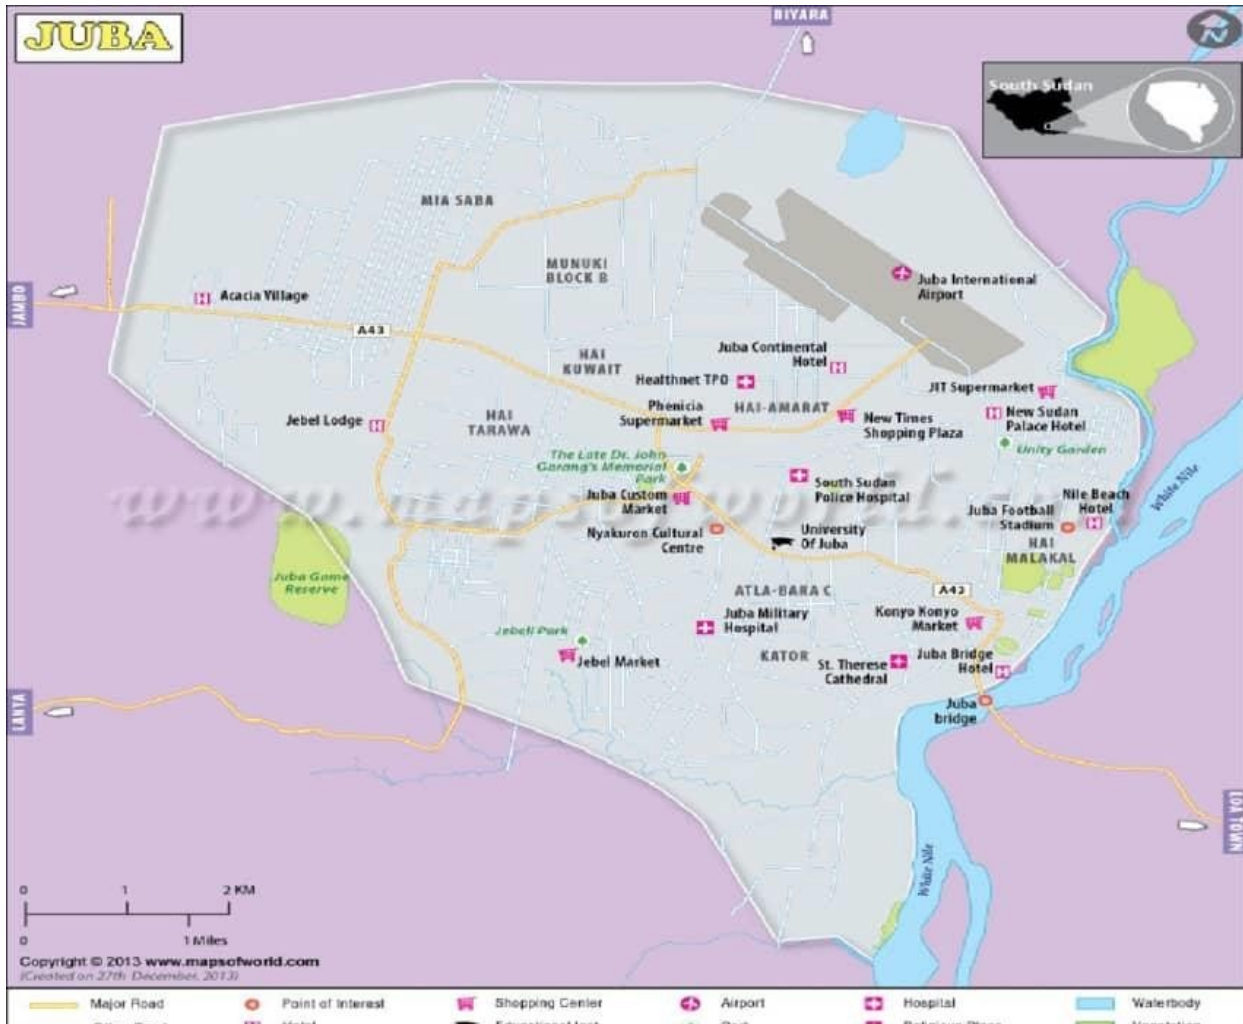 JUBA
BIYARA
N
South Sudan
MIA SABA
MUNUKI
BLOCK B
Juba International
Airport
JAMBO
Acacia Village
A43
HAI
KUWAIT
Juba Continental
Hotel
Healthnet TPO
JIT Supermarket
Jebel Lodge
HAI
TARAWA
Phenicia
Supermarket
HAI-AMARAT
New Times
Shopping Plaza
New Sudan
Palace Hotel
Unity Garden
The Late Dr. John
Garang's Memorial
Park
South Sudan
Police Hospital
White Nile
www.mapsofworld.com
Juba Custom
Market
Nile Beach
Hotel
Juba Football
Stadium
Nyakuron Cultural
Centre
University
Of Juba
HAI
MALAKAL
Juba Game
Reserve
ATLA-BARA C
A43
Juba Military
Hospital
Konyo Konyo
Market
Jebell Park
Jebel Market
KATOR
St. Therese
Cathedral
Juba Bridge
Hotel
LANYA
Juba
bridge
LOA TOWN
White Nile
0 1 2 KM
0 1 Miles
Copyright © 2013 www.mapsofworld.com
(Created on 27th December, 2013)
Major Road Point of Interest Shopping Center Airport Hospital Waterbody